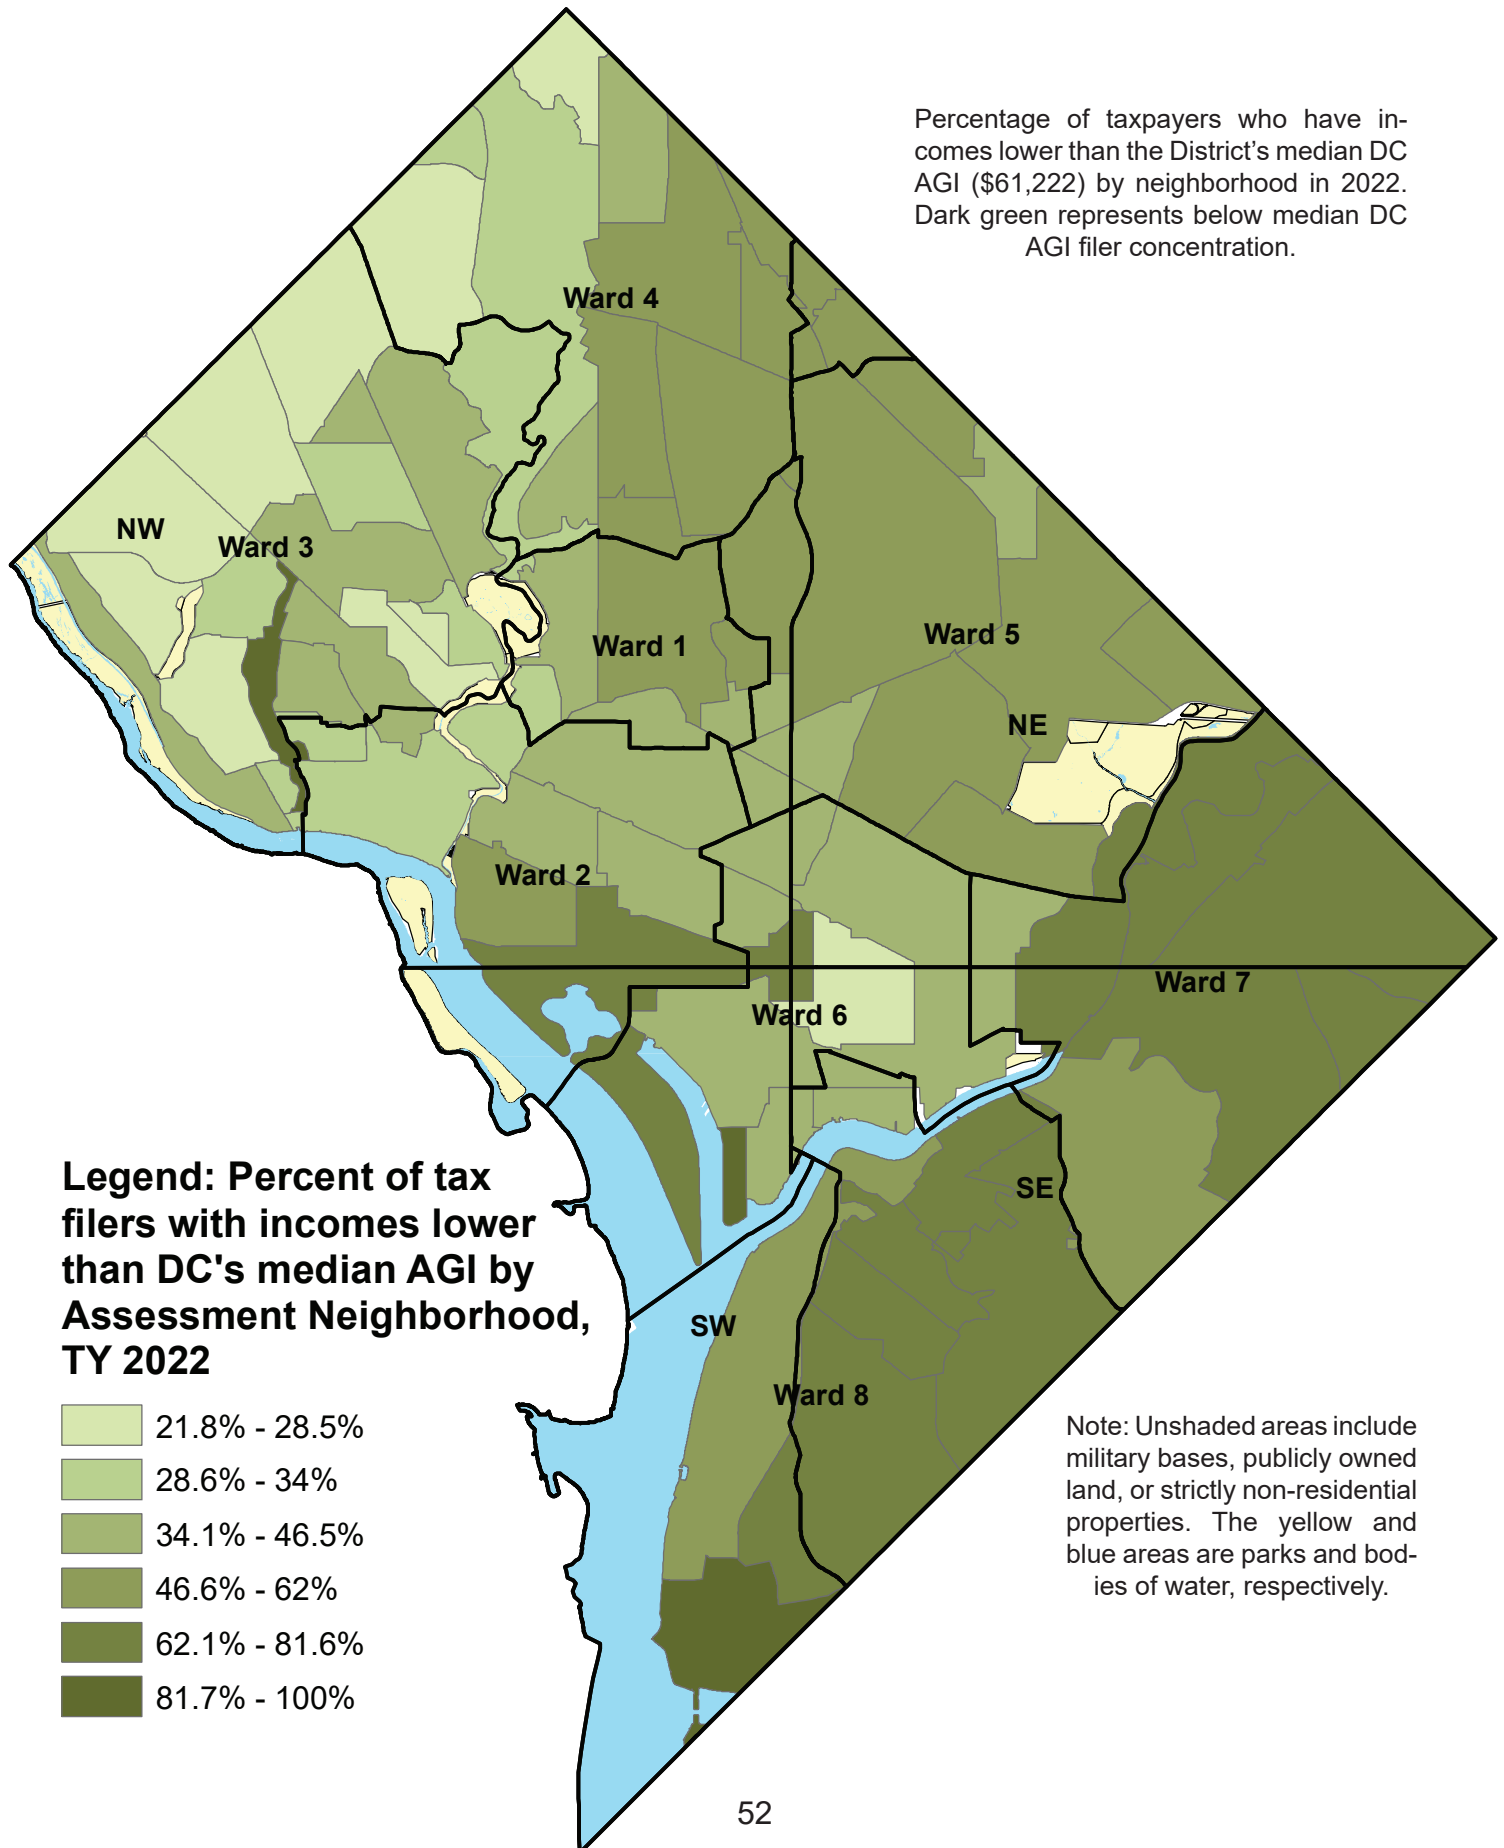 Percentage of taxpayers who have in-
comes lower than the District’s median DC
AGI ($61,222) by neighborhood in 2022.
Dark green represents below median DC
AGI filer concentration.
Ward 4
NW
Ward 3
Ward 1
Ward 5
NE
Ward 2
Ward 7
Ward 6
SE
SW
Ward 8
Legend: Percent of tax
filers with incomes lower
than DC's median AGI by
Assessment Neighborhood,
TY 2022
21.8% - 28.5%
28.6% - 34%
34.1% - 46.5%
46.6% - 62%
62.1% - 81.6%
81.7% - 100%
Note: Unshaded areas include
military bases, publicly owned
land, or strictly non-residential
properties. The yellow and
blue areas are parks and bod-
ies of water, respectively.
52